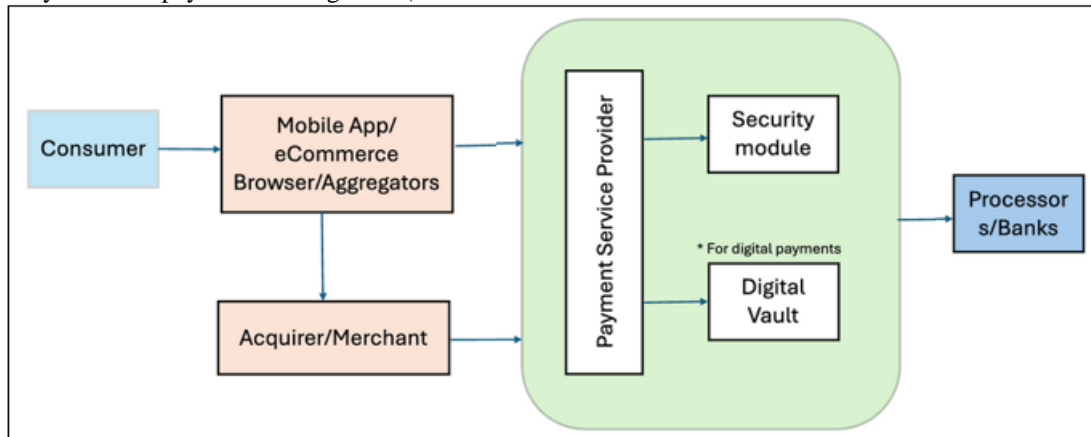 Consumer
Mobile App/
eCommerce
Browser/Aggregators
Acquirer/Merchant
Payment Service Provider
Security
module
* For digital payments
Digital
Vault
Processor
s/Banks